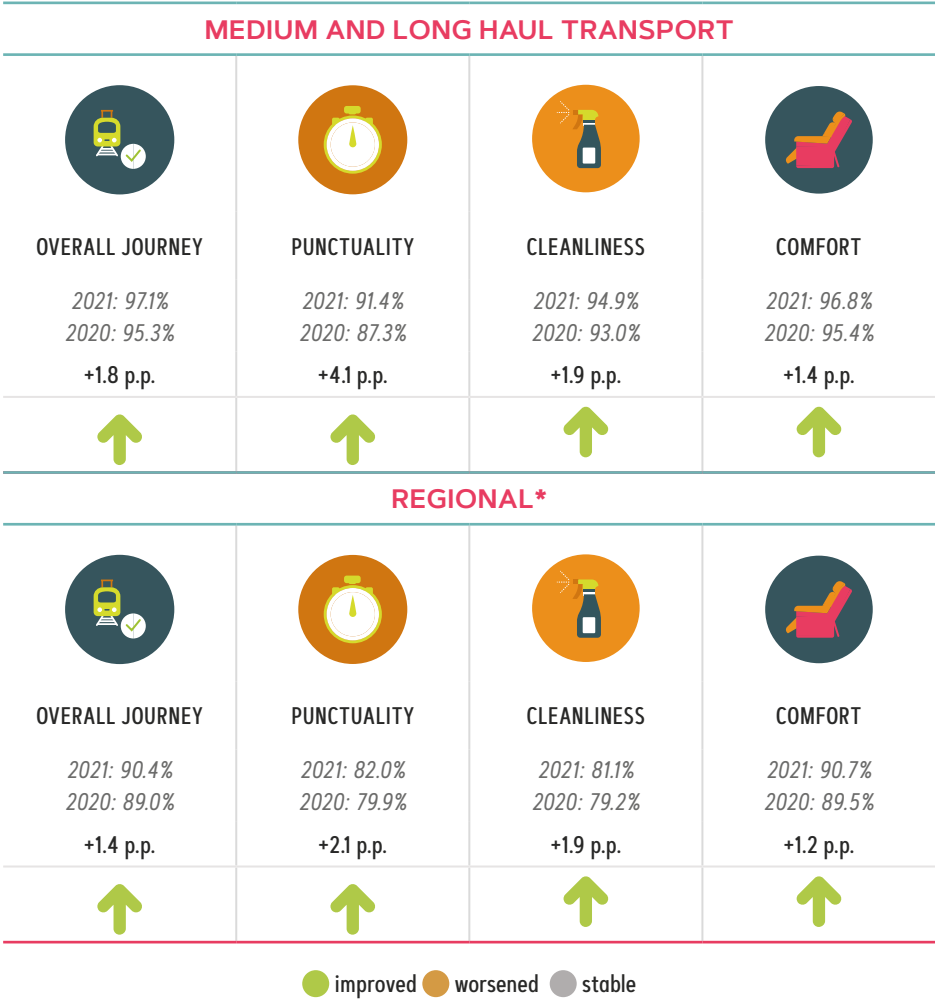 MEDIUM AND LONG HAUL TRANSPORT
OVERALL JOURNEY
2021: 97.1%
2020: 95.3%
+1.8 p.p.
PUNCTUALITY
2021: 91.4%
2020: 87.3%
+4.1 p.p.
CLEANLINESS
2021: 94.9%
2020: 93.0%
+1.9 p.p.
COMFORT
2021: 96.8%
2020: 95.4%
+1.4 p.p.
REGIONAL*
OVERALL JOURNEY
2021: 90.4%
2020: 89.0%
+1.4 p.p.
PUNCTUALITY
2021: 82.0%
2020: 79.9%
+2.1 p.p.
CLEANLINESS
2021: 81.1%
2020: 79.2%
+1.9 p.p.
COMFORT
2021: 90.7%
2020: 89.5%
+1.2 p.p.
improved worsened stable